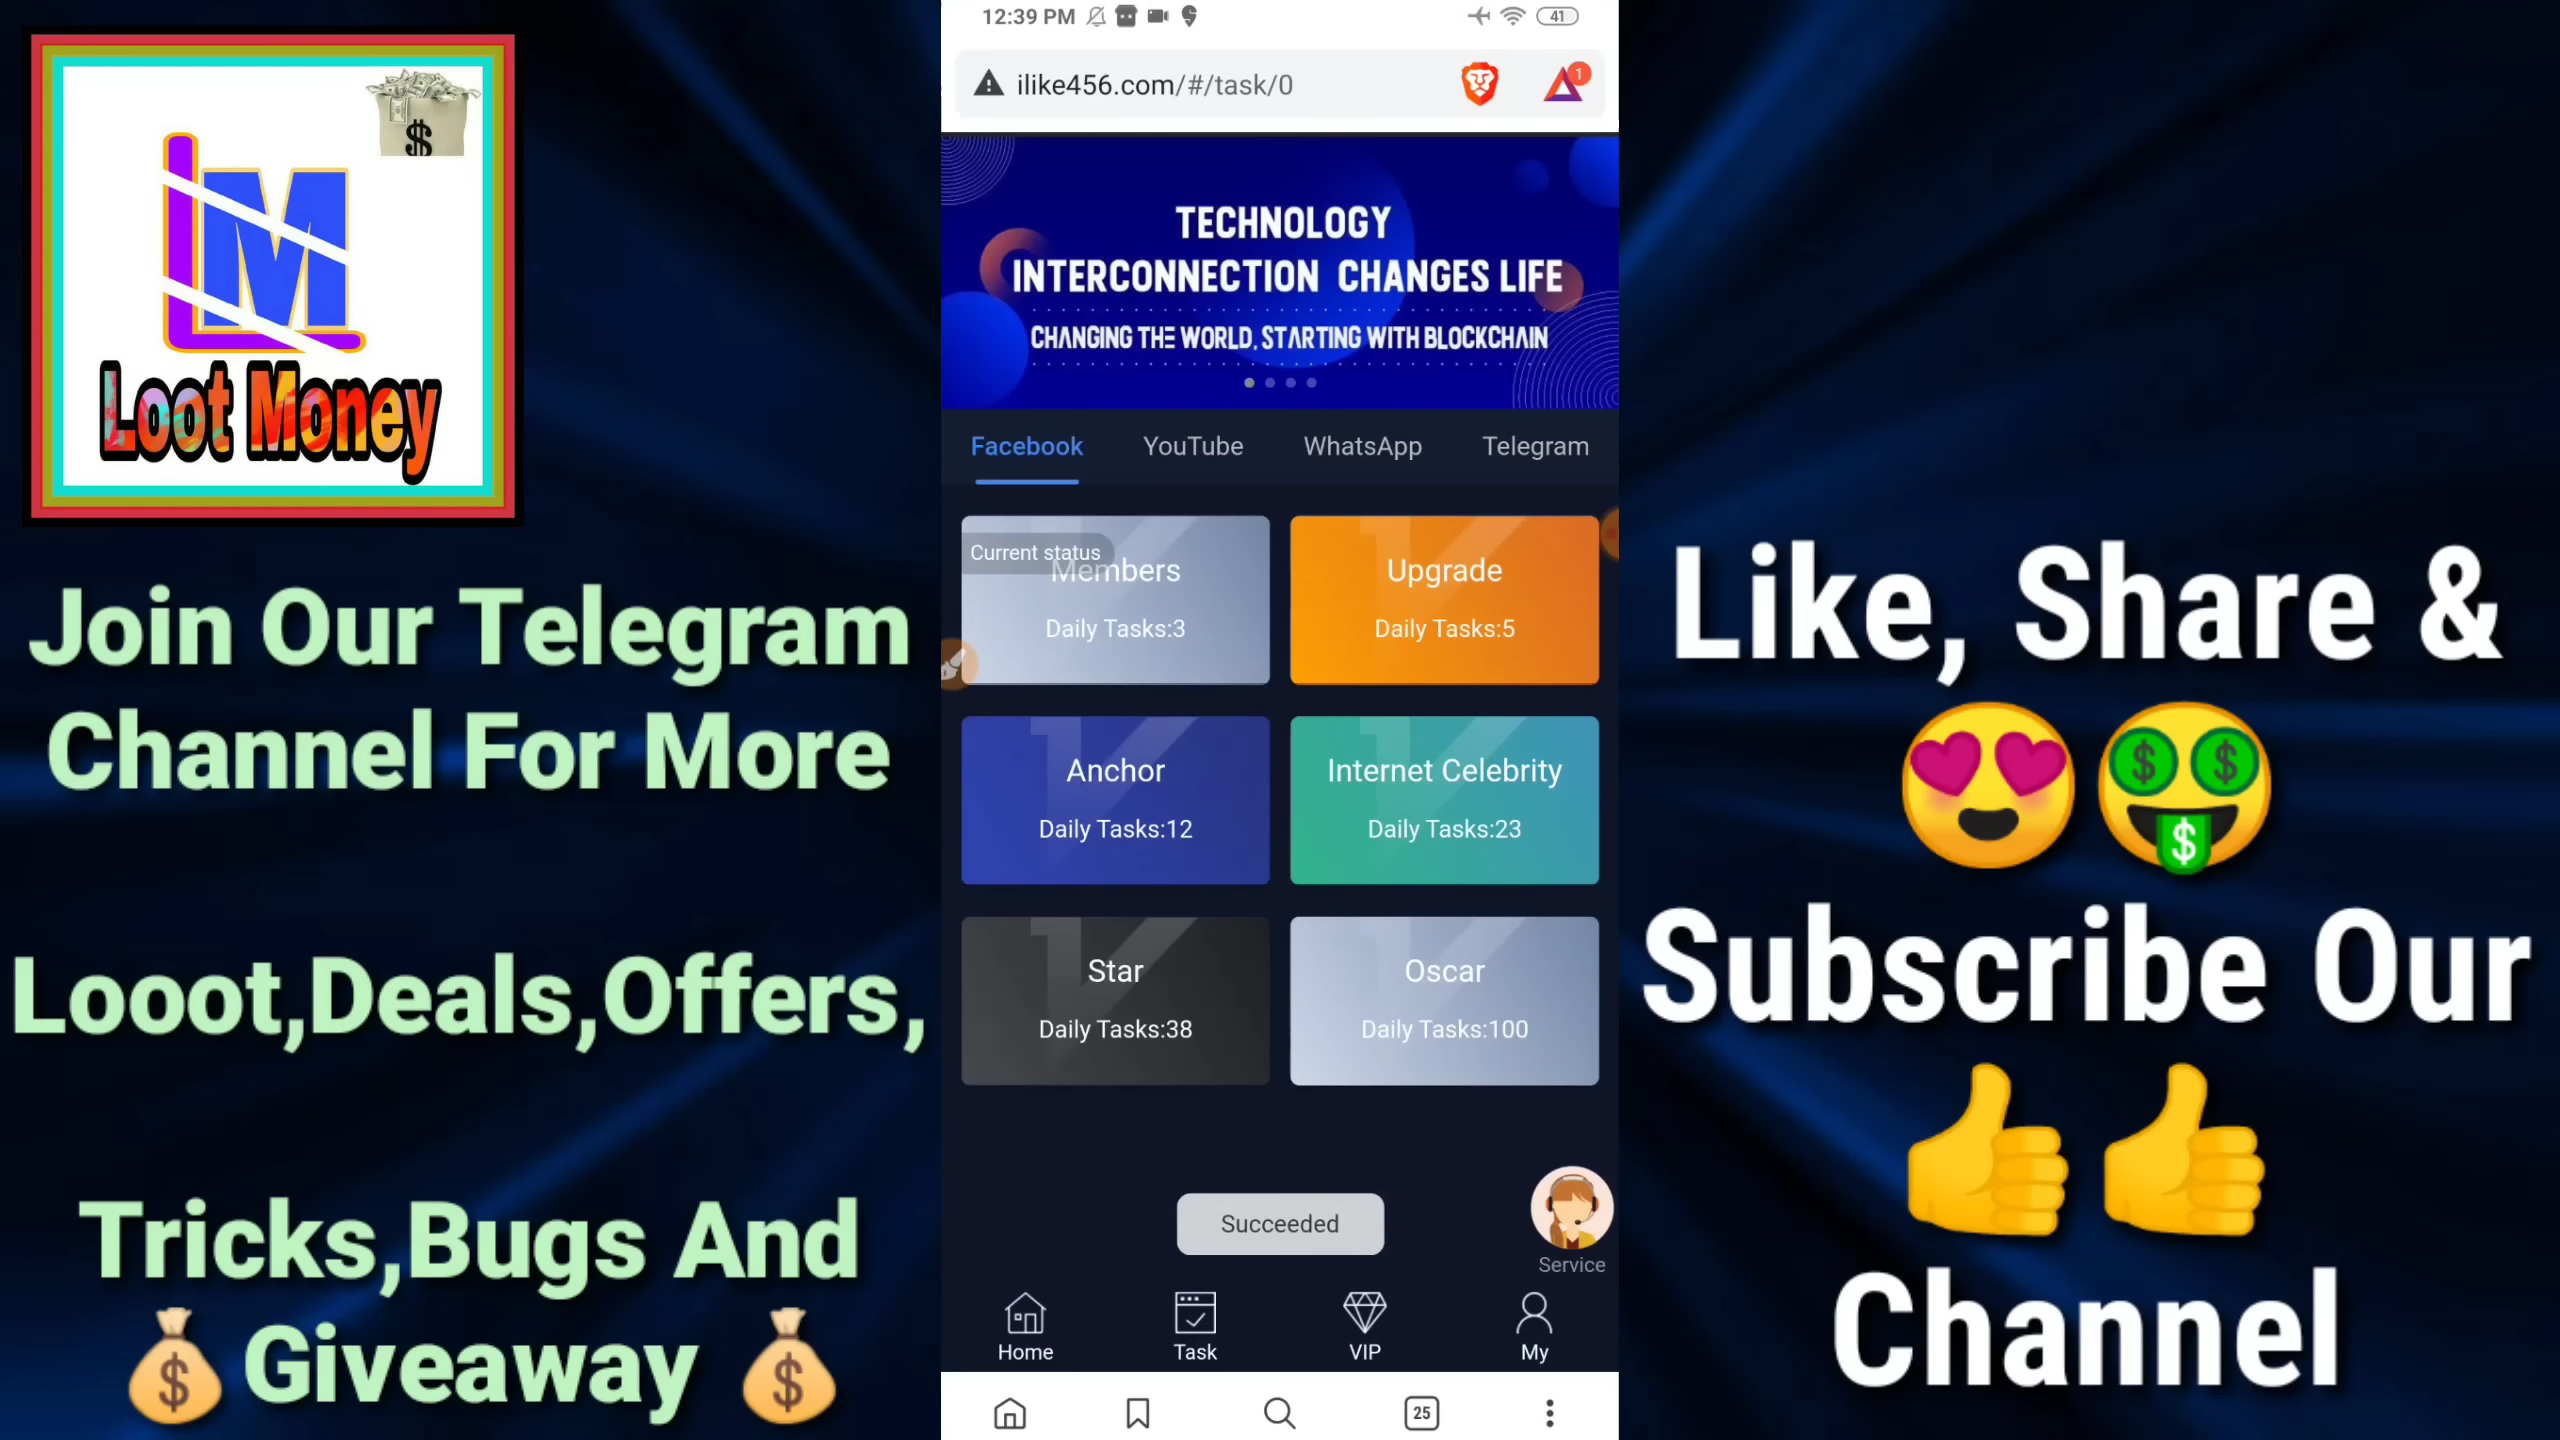 $
LM
Loot Money
Join Our Telegram
Channel For More
Looot,Deals,Offers,
Tricks,Bugs And
Giveaway
12:39 PM
41
ilike456.com/#/task/0
1
TECHNOLOGY
INTERCONNECTION CHANGES LIFE
CHANGING THE WORLD, STARTING WITH BLOCKCHAIN
Facebook YouTube WhatsApp Telegram
Current status
Members
Daily Tasks:3
Upgrade
Daily Tasks:5
Anchor
Daily Tasks:12
Internet Celebrity
Daily Tasks:23
Star
Daily Tasks:38
Oscar
Daily Tasks:100
Succeeded
Service
Home Task VIP My
25
Like, Share &
Subscribe Our
Channel